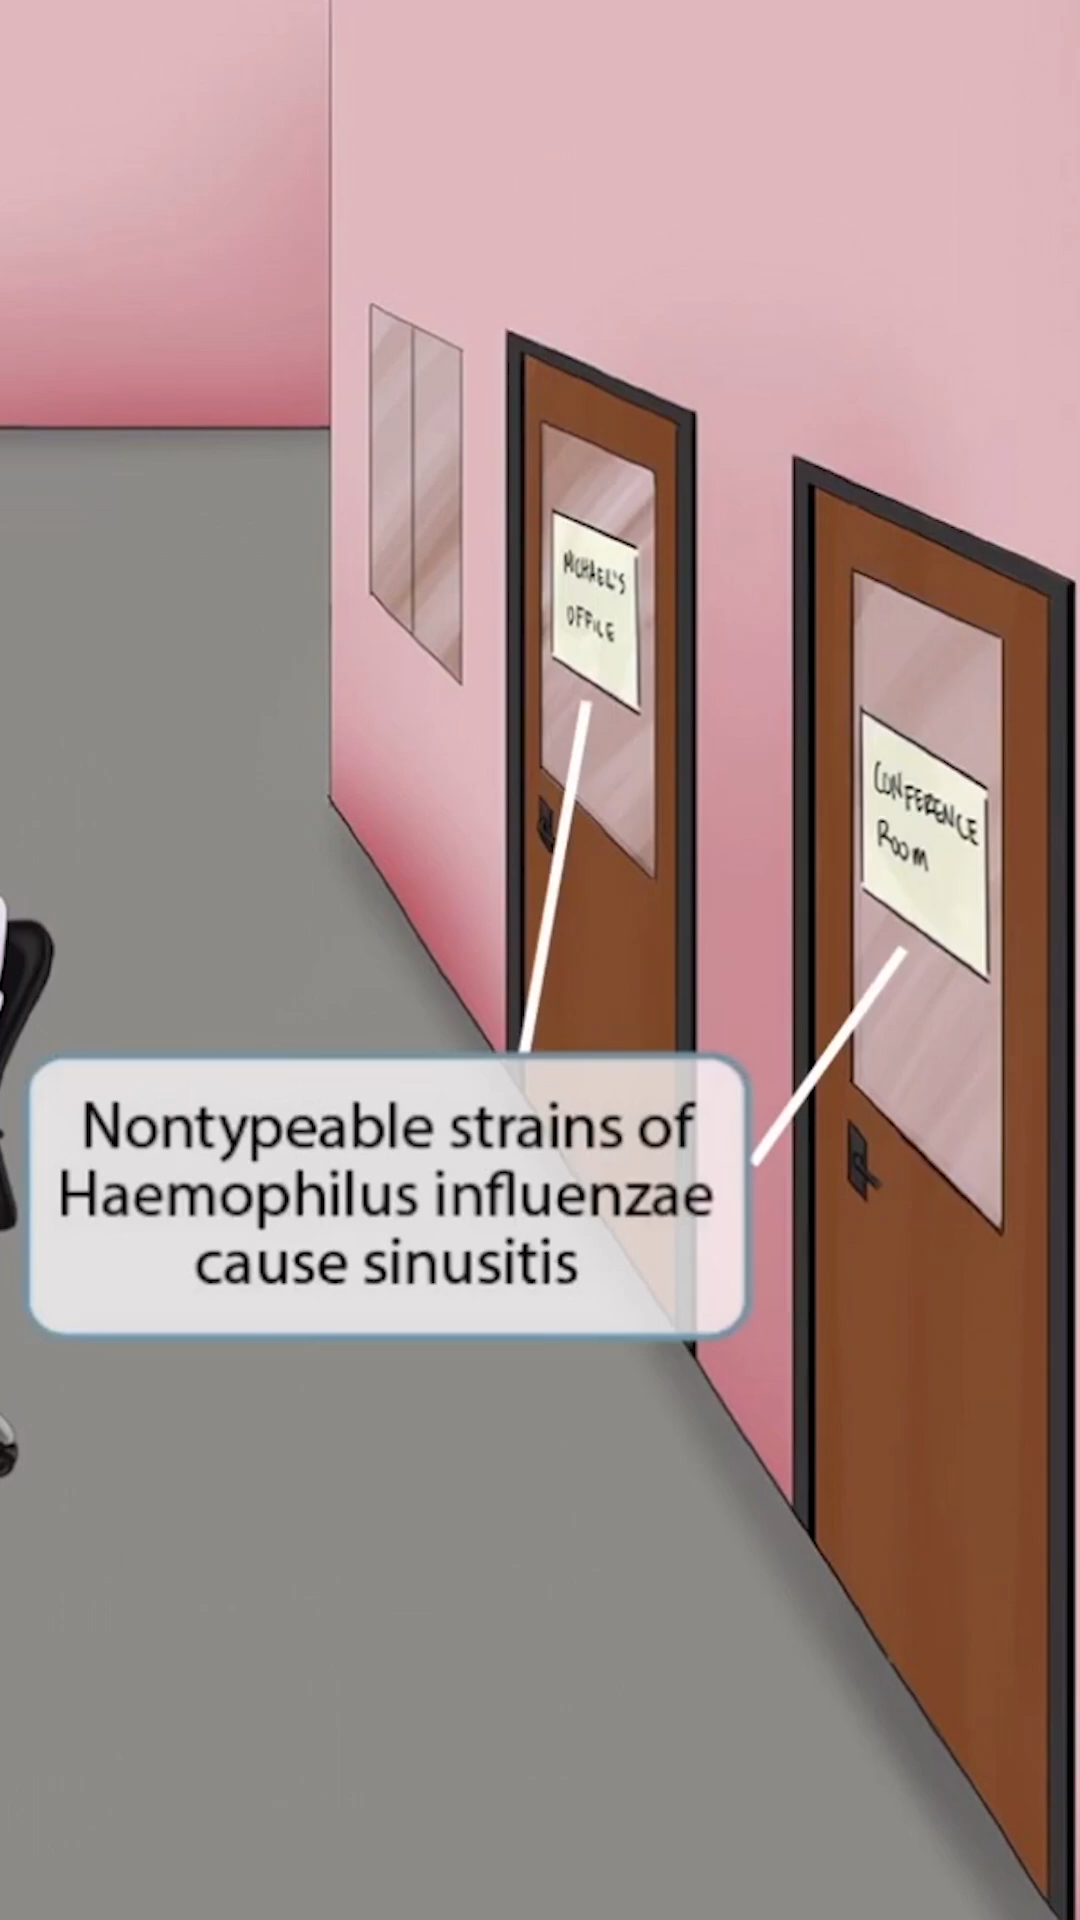 MICHAEL'S
OFFICE
CONFERENCE
ROOM
Nontypeable strains of
Haemophilus influenzae
cause sinusitis